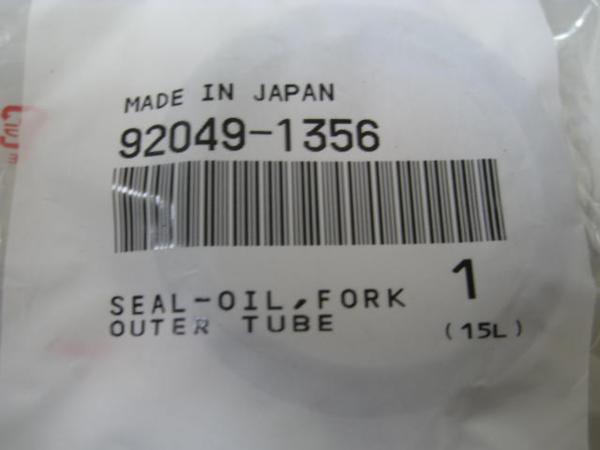 MADE IN JAPAN
92049-1356
SEAL-OIL,FORK 1
OUTER TUBE (15L)